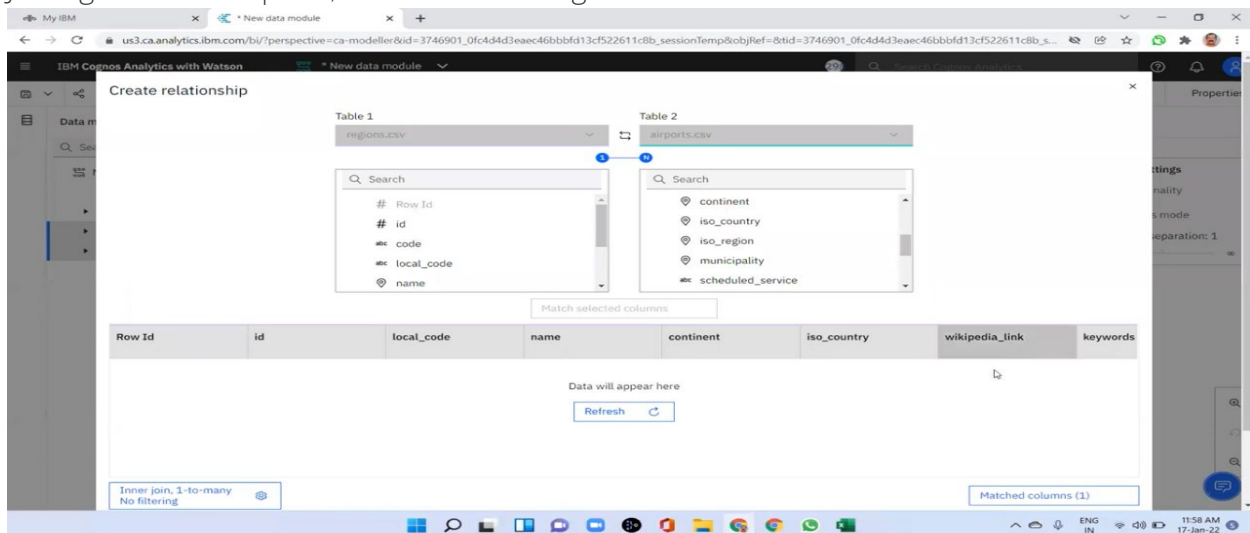 My IBM
* New data module
us3.ca.analytics.ibm.com/bi/?perspective=ca-modeller&id=3746901_0fc4d4d3eaec46bbbfd13cf522611c8b_sessionTemp&objRef=&tid=3746901_0fc4d4d3eaec46bbbfd13cf522611c8b_s...
IBM Cognos Analytics with Watson
* New data module
29
Search Cognos Analytics
Create relationship
Properties
Data m
Table 1
Table 2
regions.csv
airports.csv
1
N
Search
Search
Row Id
id
code
local_code
name
continent
iso_country
iso_region
municipality
scheduled_service
ttings
nality
s mode
eparation: 1
Match selected columns
Row Id
id
local_code
name
continent
iso_country
wikipedia_link
keywords
Data will appear here
Refresh
Inner join, 1-to-many
No filtering
Matched columns (1)
ENG
IN
11:58 AM
17-Jan-22